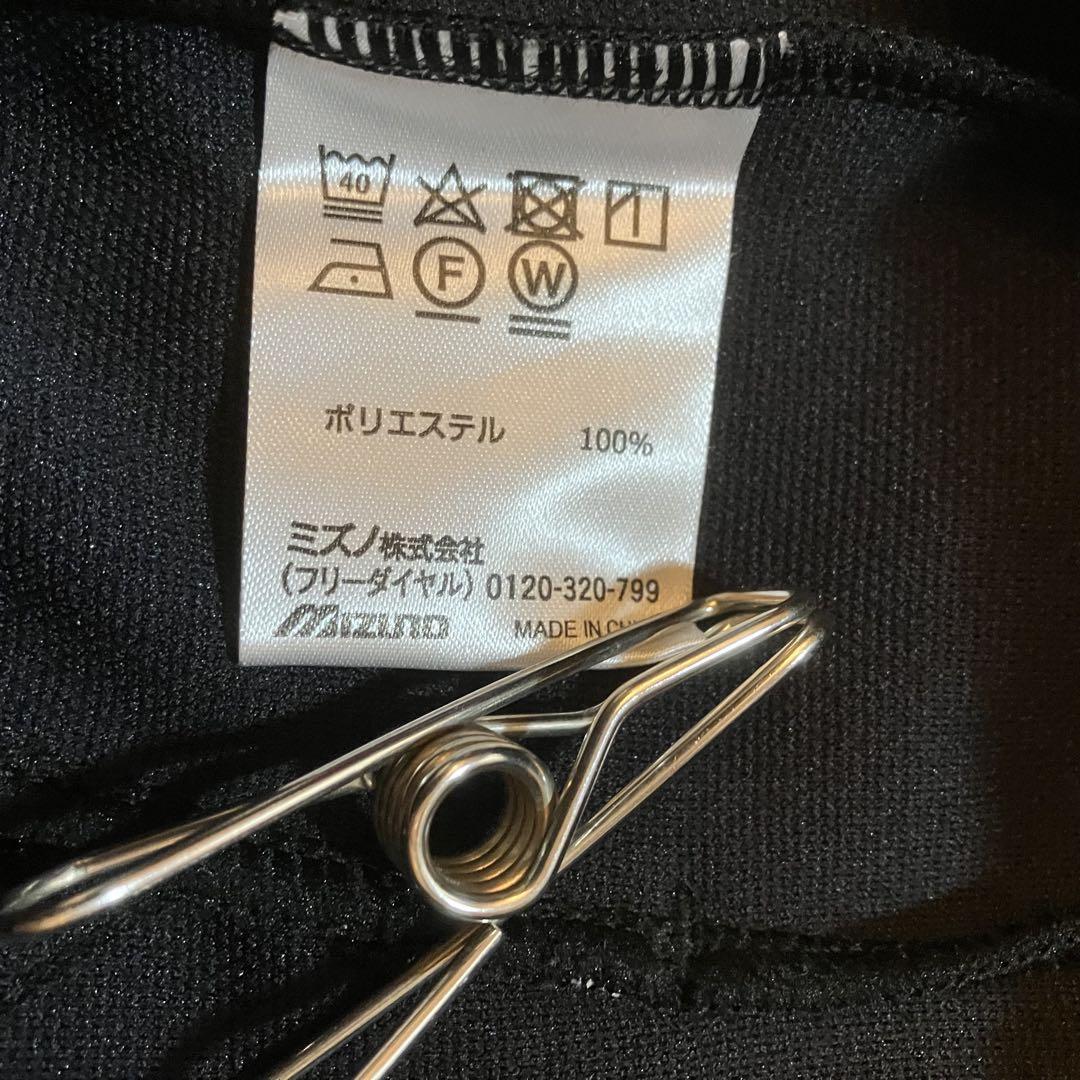 40
F
W
ポリエステル 100%
ミズノ株式会社
(フリーダイヤル) 0120-320-799
MIZUNO MADE IN